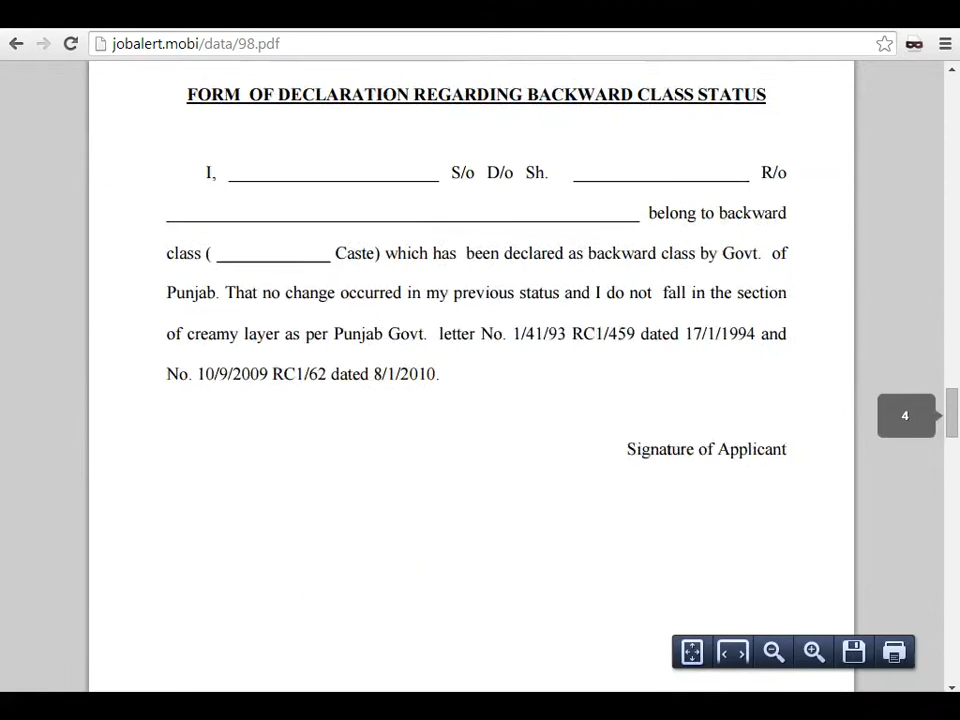 jobalert.mobi/data/98.pdf
FORM OF DECLARATION REGARDING BACKWARD CLASS STATUS
I, ____________________ S/o D/o Sh. ____________________ R/o
____________________ belong to backward
class ( ____________ Caste) which has been declared as backward class by Govt. of
Punjab. That no change occurred in my previous status and I do not fall in the section
of creamy layer as per Punjab Govt. letter No. 1/41/93 RC1/459 dated 17/1/1994 and
No. 10/9/2009 RC1/62 dated 8/1/2010.
4
Signature of Applicant